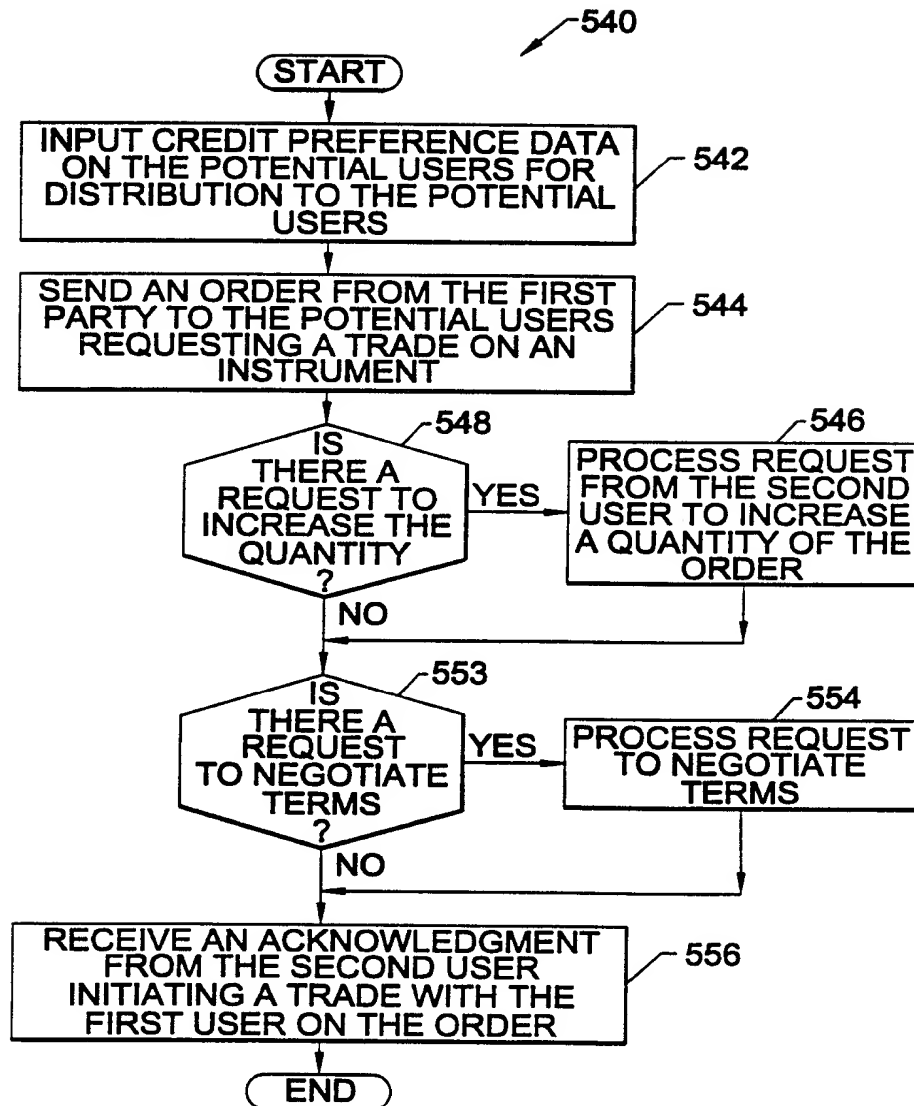 540
START
INPUT CREDIT PREFERENCE DATA
ON THE POTENTIAL USERS FOR
DISTRIBUTION TO THE POTENTIAL
USERS
542
SEND AN ORDER FROM THE FIRST
PARTY TO THE POTENTIAL USERS
REQUESTING A TRADE ON AN
INSTRUMENT
544
IS
THERE A
REQUEST TO
INCREASE THE
QUANTITY
?
548
YES
NO
PROCESS REQUEST
FROM THE SECOND
USER TO INCREASE
A QUANTITY OF THE
ORDER
546
IS
THERE A
REQUEST
TO NEGOTIATE
TERMS
?
553
YES
NO
PROCESS REQUEST
TO NEGOTIATE
TERMS
554
RECEIVE AN ACKNOWLEDGMENT
FROM THE SECOND USER
INITIATING A TRADE WITH THE
FIRST USER ON THE ORDER
556
END